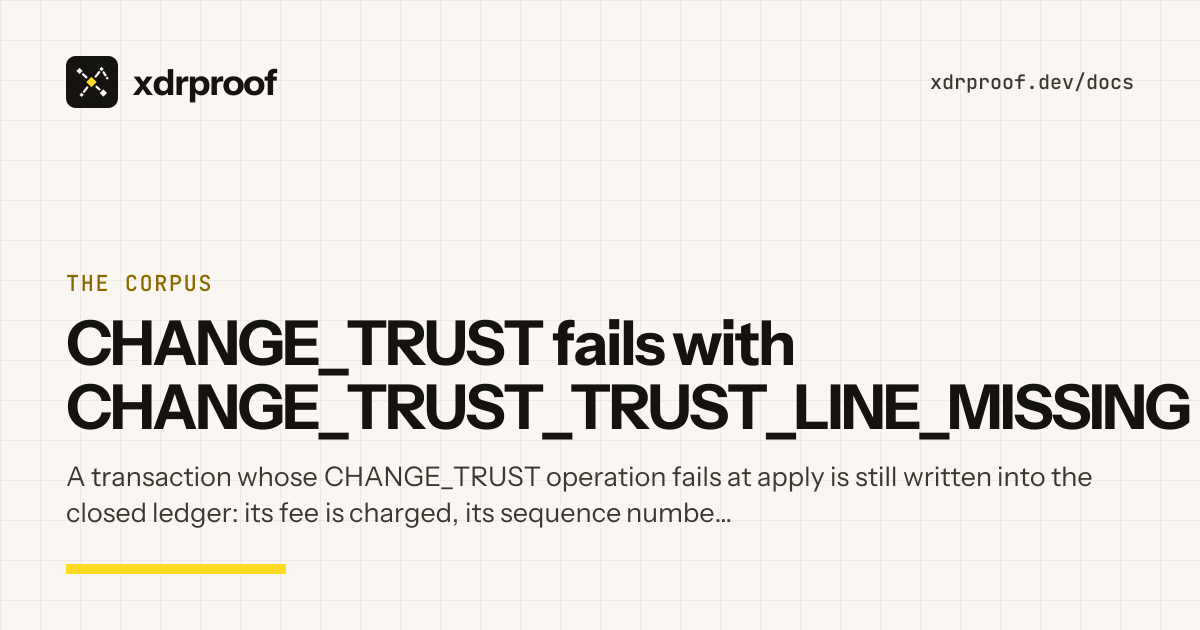 xdrproof
xdrproof.dev/docs
THE CORPUS
CHANGE_TRUST fails with
CHANGE_TRUST_TRUST_LINE_MISSING
A transaction whose CHANGE_TRUST operation fails at apply is still written into the
closed ledger: its fee is charged, its sequence numbe...